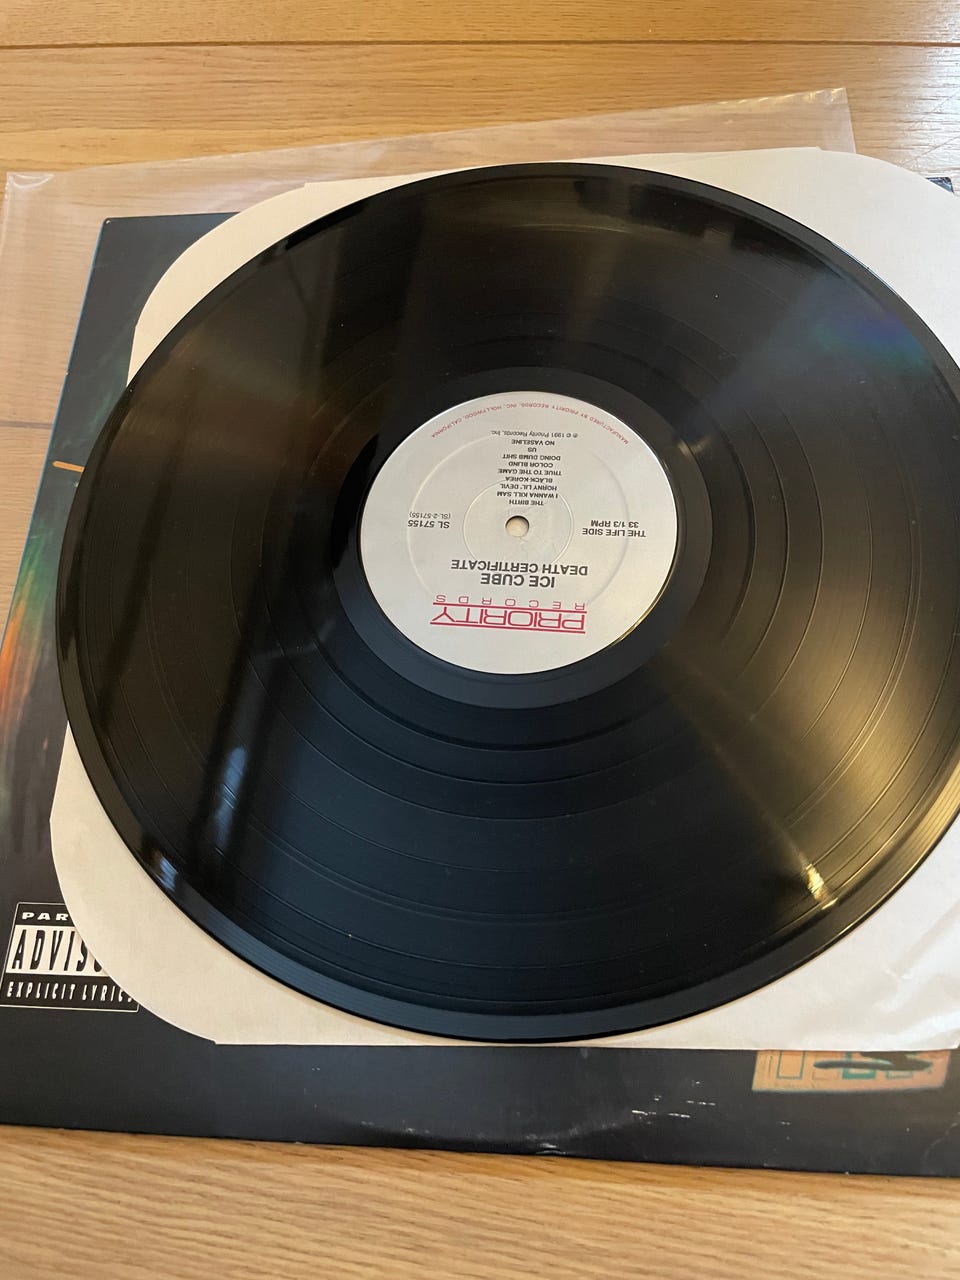 PRIORITY
RECORDS
ICE CUBE
DEATH CERTIFICATE
THE LIFE SIDE
33 1/3 RPM
SL 57155
(SL-2-57155)
THE BIRTH
I WANNA KILL SAM
HORNY LIL' DEVIL
BLACK KOREA
TRUE TO THE GAME
COLOR BLIND
DOING DUMB SHIT
US
NO VASELINE
℗ © 1991 Priority Records, Inc.
MANUFACTURED BY PRIORITY RECORDS, INC., HOLLYWOOD, CALIFORNIA
PAR
ADVISO
EXPLICIT LYRICS